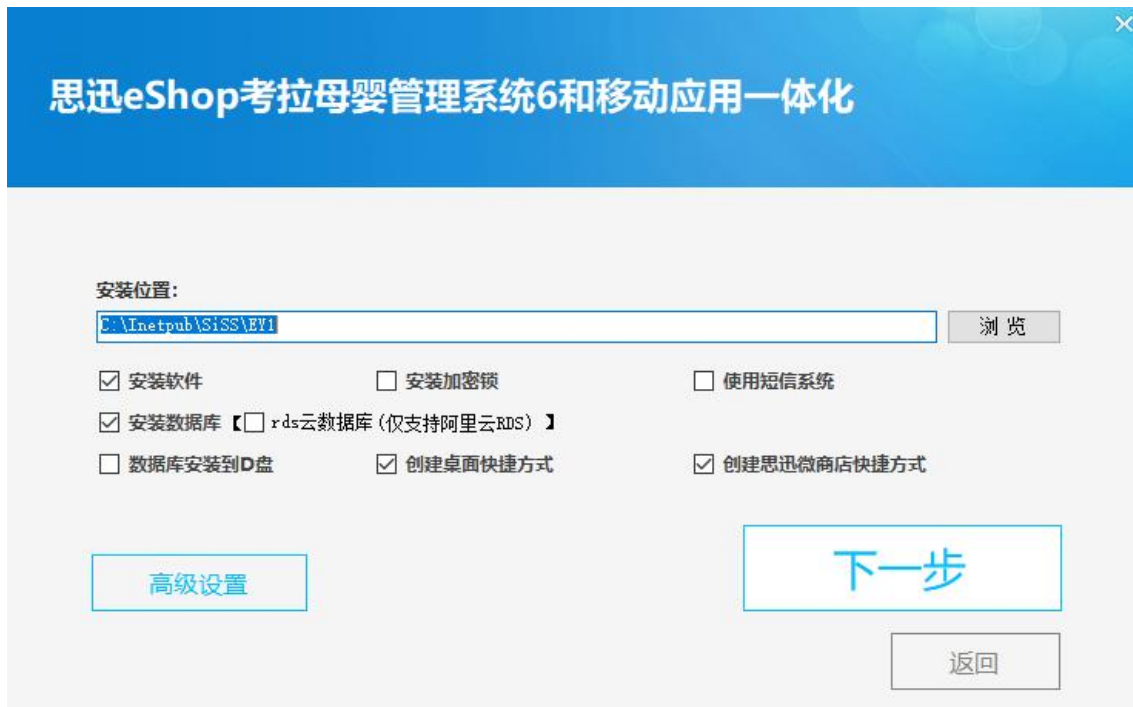 思迅eShop考拉母婴管理系统6和移动应用一体化
安装位置：
C:\Inetpub\SiSS\EY1
浏览
安装软件 安装加密锁 使用短信系统
安装数据库【 rds云数据库(仅支持阿里云RDS) 】
数据库安装到D盘 创建桌面快捷方式 创建思迅微商店快捷方式
高级设置 下一步
返回